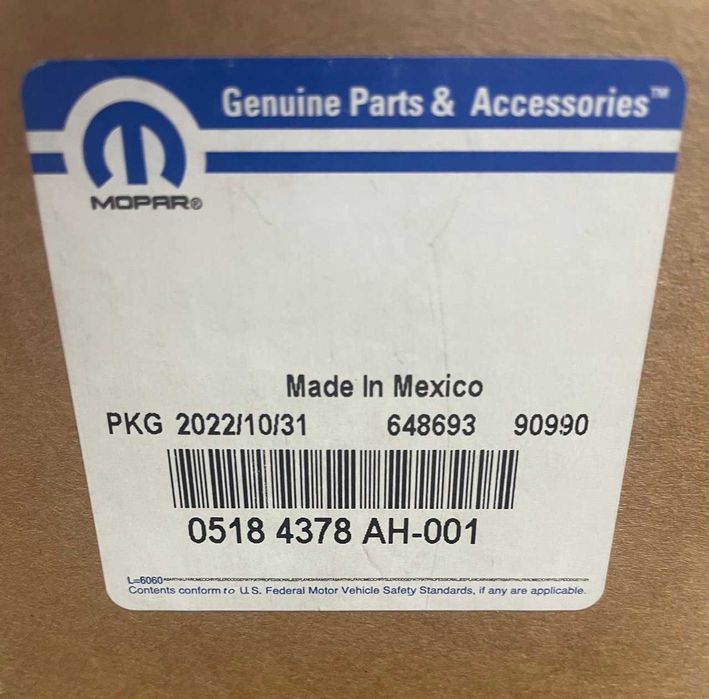 Genuine Parts & Accessories™
MOPAR®
Made In Mexico
PKG 2022/10/31 648693 90990
0518 4378 AH-001
L=6060
Contents conform to U.S. Federal Motor Vehicle Safety Standards, if any are applicable.